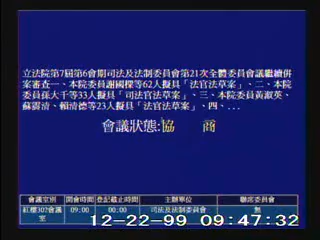 立法院第7屆第6會期司法及法制委員會第21次全體委員會議繼續併
案審查一、本院委員謝國樑等62人擬具「法官法草案」、二、本院委
員孫大千等33人擬具「司法官法草案」、三、本院委員黃淑英、
蘇震清、賴清德等23人擬具「法官法草案」、四、...
會議狀態:協 商
會議室別 開會時間 登記截止時間 主辦單位 聯席委員會
紅樓302會議室 09:00 00:00 司法及法制委員會 無
12-22-99 09:47:32